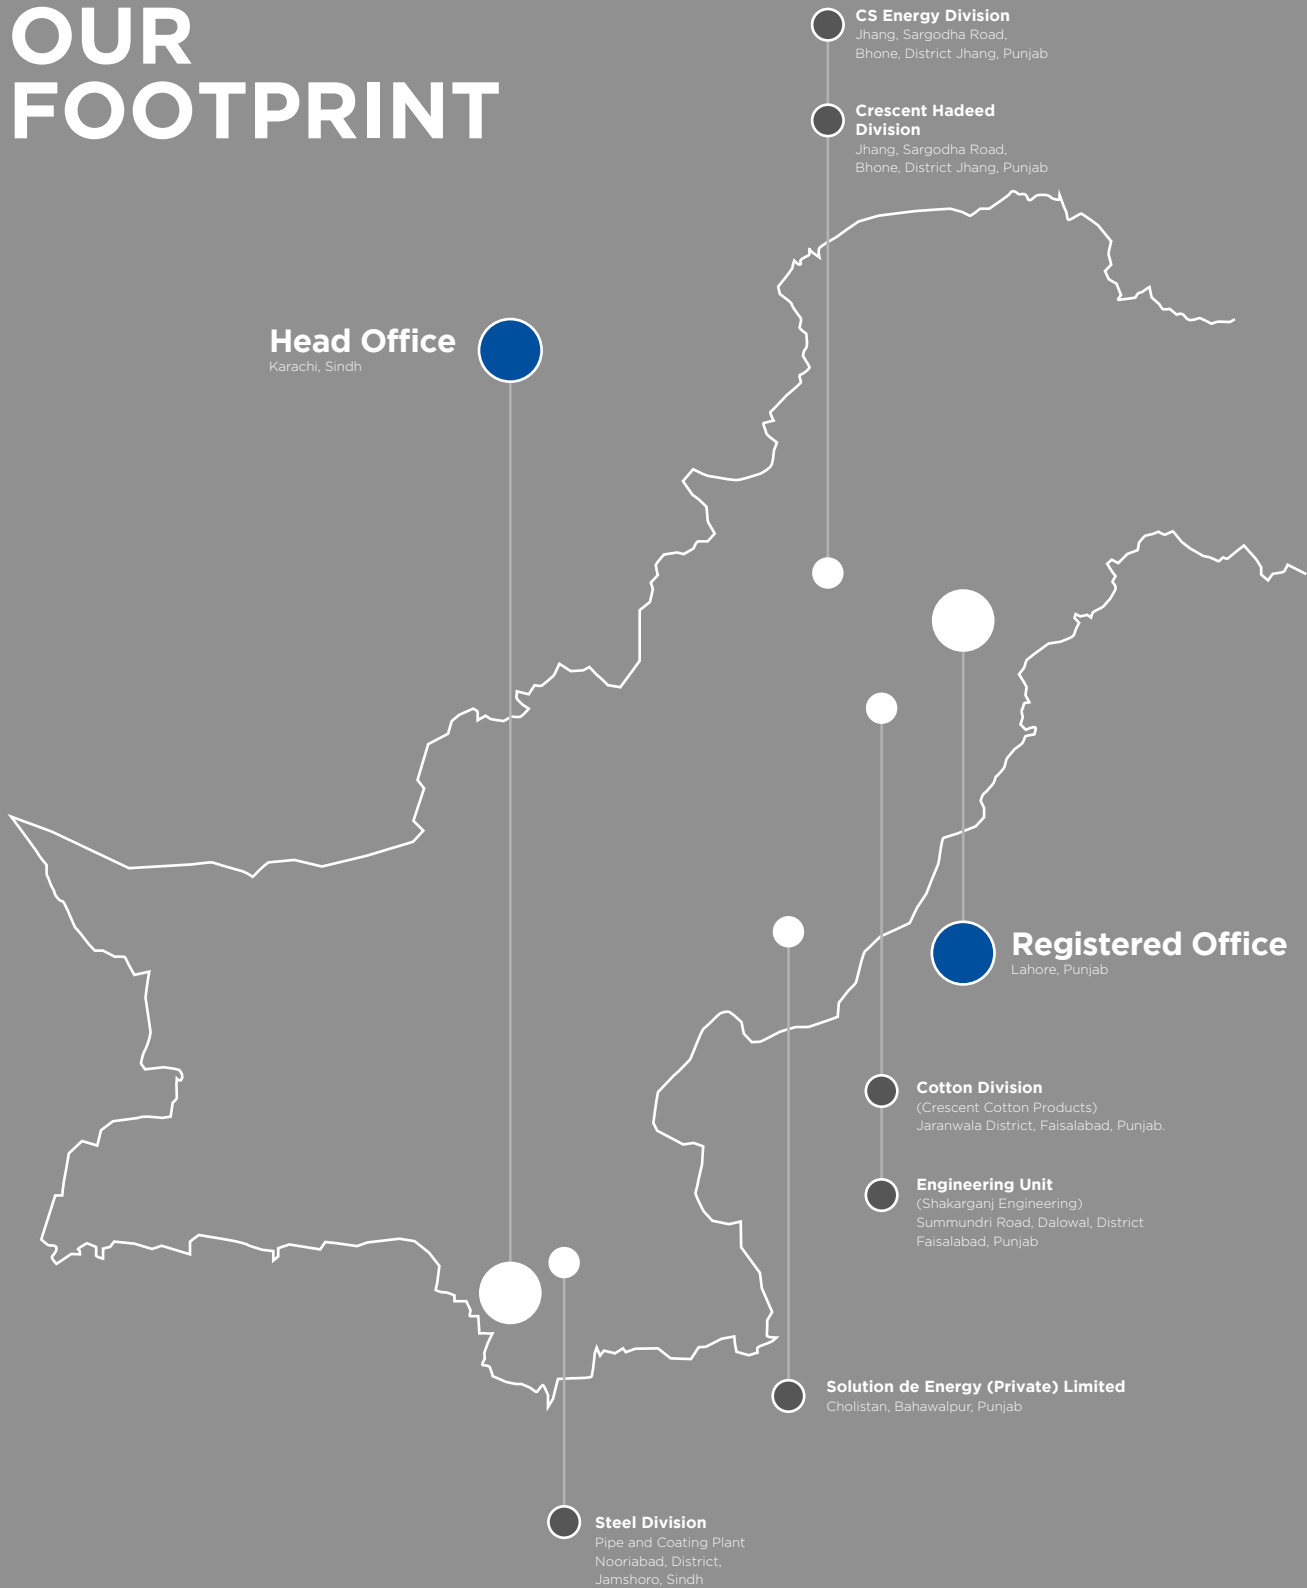 OUR
FOOTPRINT
CS Energy Division
Jhang, Sargodha Road,
Bhone, District Jhang, Punjab
Crescent Hadeed
Division
Jhang, Sargodha Road,
Bhone, District Jhang, Punjab
Head Office
Karachi, Sindh
Registered Office
Lahore, Punjab
Cotton Division
(Crescent Cotton Products)
Jaranwala District, Faisalabad, Punjab.
Engineering Unit
(Shakarganj Engineering)
Summundri Road, Dalowal, District
Faisalabad, Punjab
Solution de Energy (Private) Limited
Cholistan, Bahawalpur, Punjab
Steel Division
Pipe and Coating Plant
Nooriabad, District,
Jamshoro, Sindh